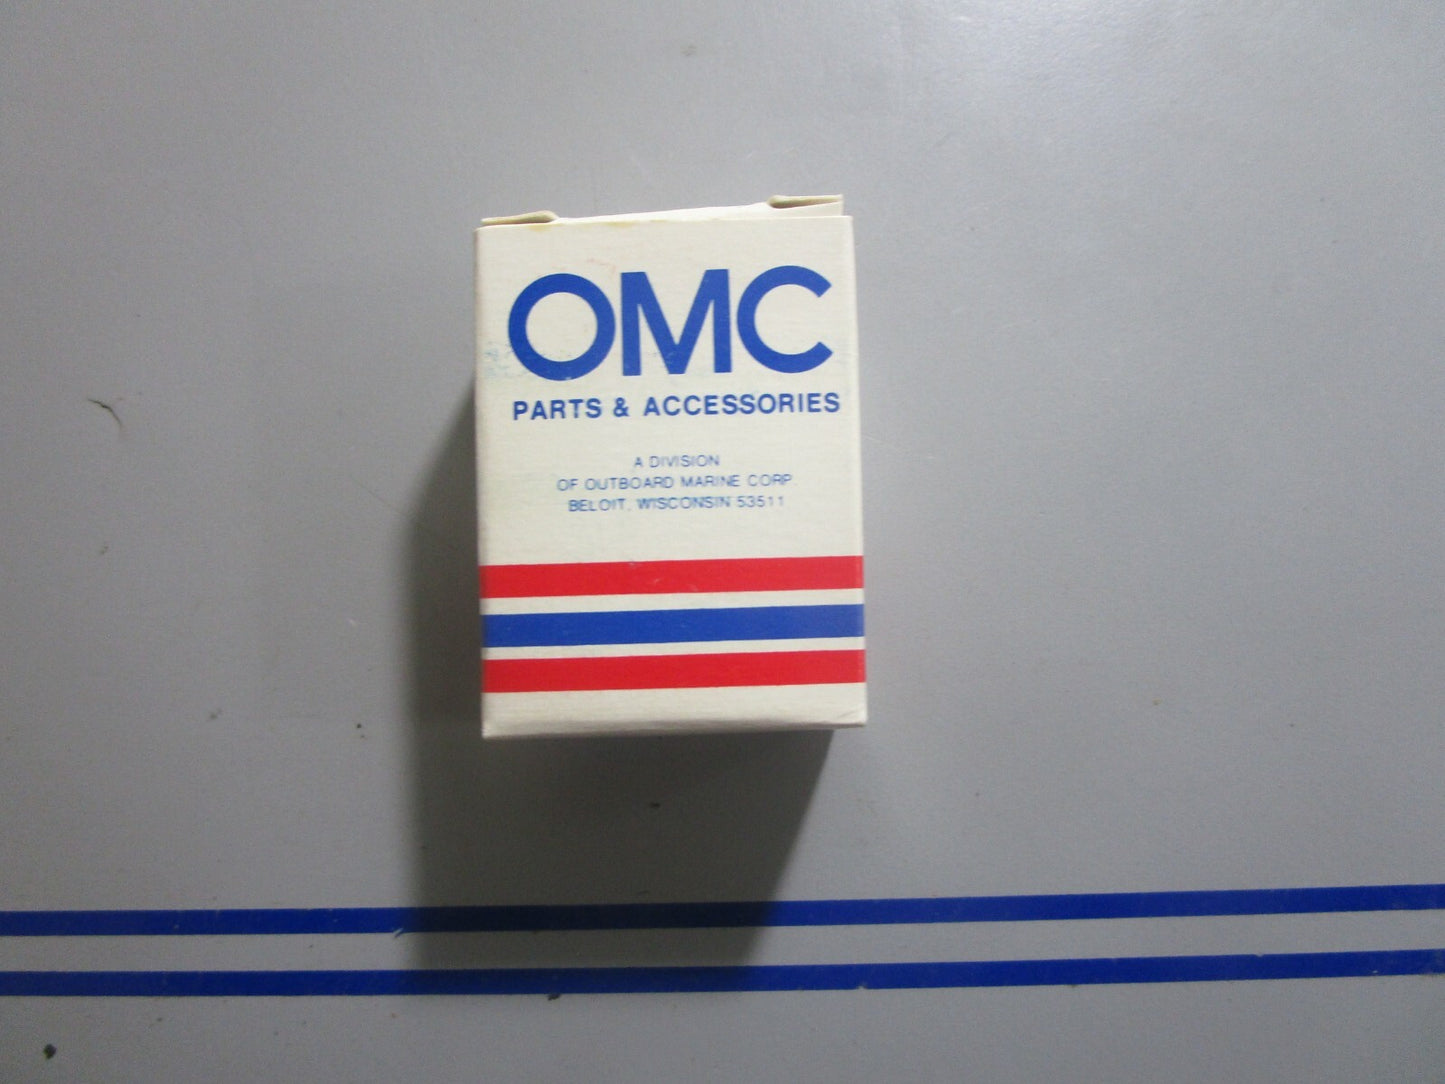 OMC
PARTS & ACCESSORIES
A DIVISION
OF OUTBOARD MARINE CORP
BELOIT, WISCONSIN 53511